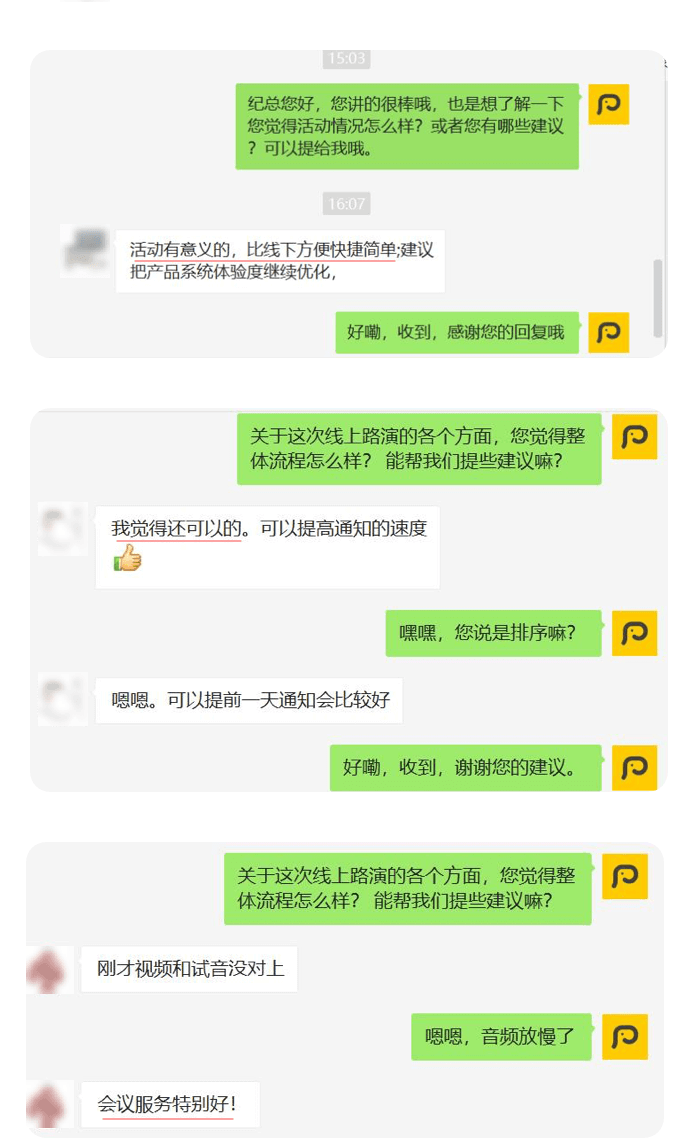 15:03
纪总您好，您讲的很棒哦，也是想了解一下
您觉得活动情况怎么样？或者您有哪些建议
？可以提给我哦。
16:07
活动有意义的，比线下方便快捷简单;建议
把产品系统体验度继续优化，
好嘞，收到，感谢您的回复哦
关于这次线上路演的各个方面，您觉得整
体流程怎么样？ 能帮我们提些建议嘛？
我觉得还可以的。可以提高通知的速度
嘿嘿，您说是排序嘛？
嗯嗯。可以提前一天通知会比较好
好嘞，收到，谢谢您的建议。
关于这次线上路演的各个方面，您觉得整
体流程怎么样？ 能帮我们提些建议嘛？
刚才视频和试音没对上
嗯嗯，音频放慢了
会议服务特别好！